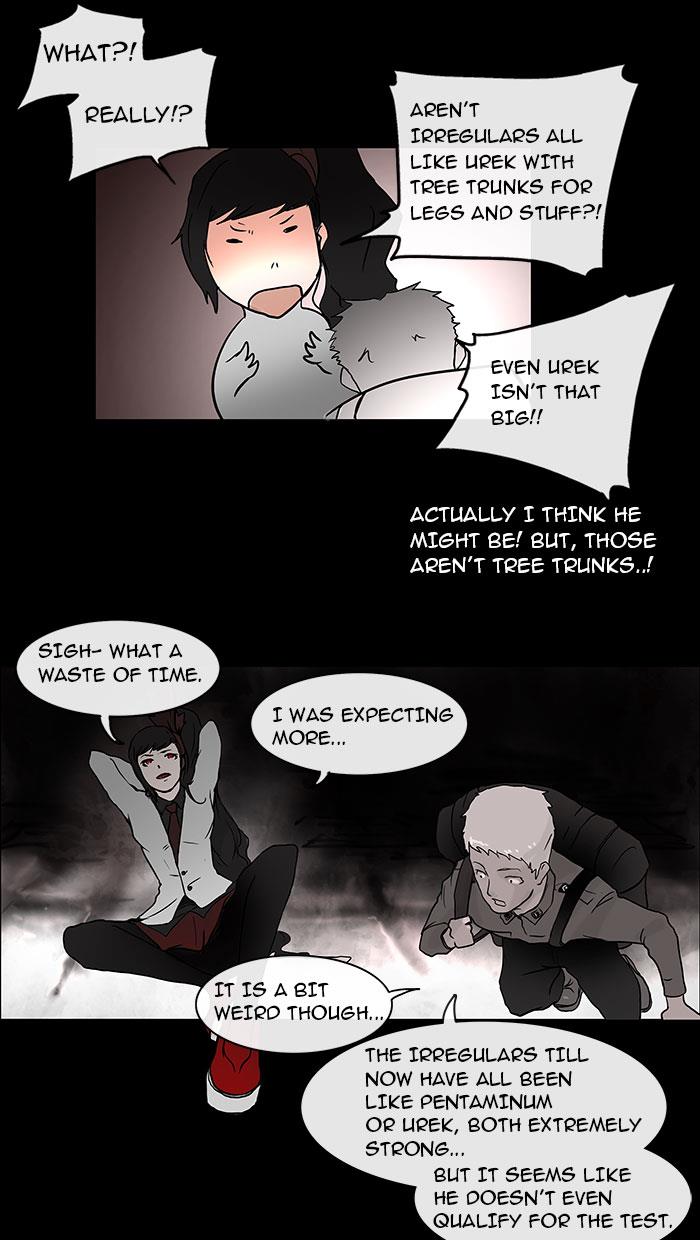 WHAT?!
REALLY!?
AREN'T
IRREGULARS ALL
LIKE UREK WITH
TREE TRUNKS FOR
LEGS AND STUFF?!
EVEN UREK
ISN'T THAT
BIG!!
ACTUALLY I THINK HE
MIGHT BE! BUT, THOSE
AREN'T TREE TRUNKS..!
SIGH- WHAT A
WASTE OF TIME.
I WAS EXPECTING
MORE...
IT IS A BIT
WEIRD THOUGH...
THE IRREGULARS TILL
NOW HAVE ALL BEEN
LIKE PENTAMINUM
OR UREK, BOTH EXTREMELY
STRONG...
BUT IT SEEMS LIKE
HE DOESN'T EVEN
QUALIFY FOR THE TEST.